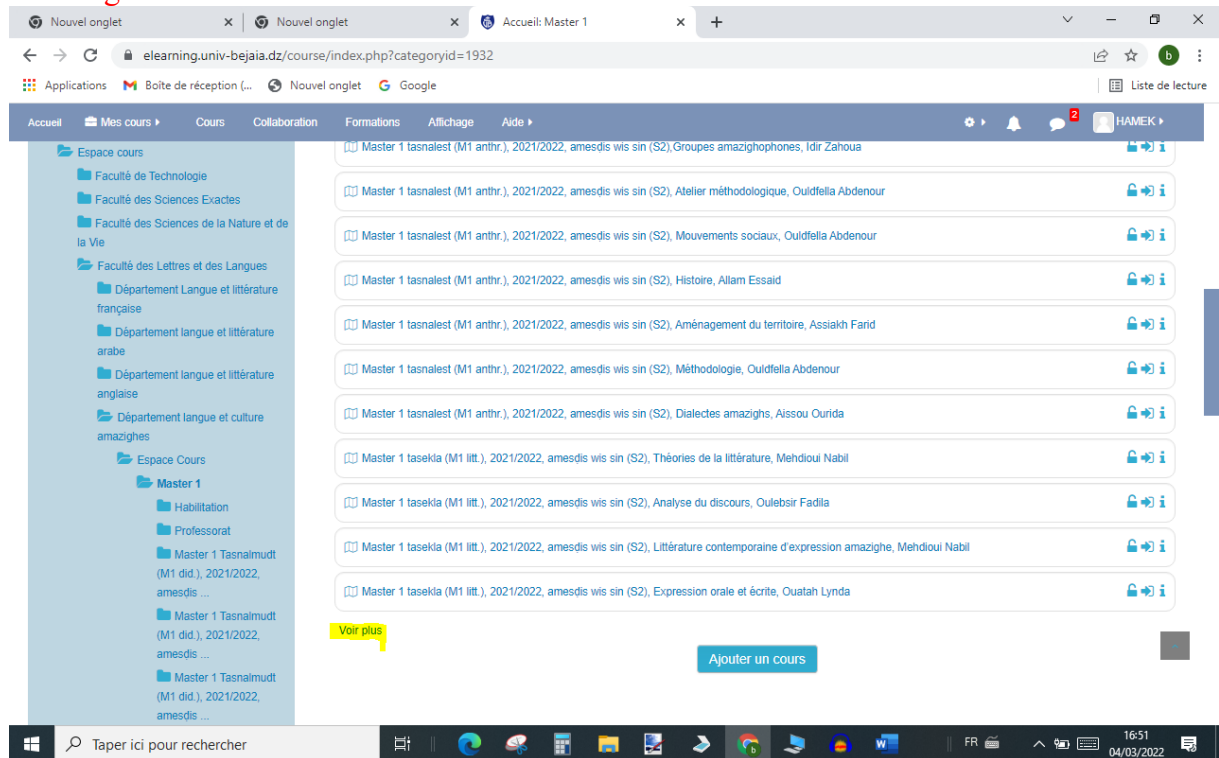 Nouvel onglet
Nouvel onglet
Accueil: Master 1
elearning.univ-bejaia.dz/course/index.php?categoryid=1932
b
Applications
Boîte de réception (...
Nouvel onglet
G Google
Liste de lecture
Accueil
Mes cours
Cours
Collaboration
Formations
Affichage
Aide
2
HAMEK
Espace cours
Faculté de Technologie
Faculté des Sciences Exactes
Faculté des Sciences de la Nature et de
la Vie
Faculté des Lettres et des Langues
Département Langue et littérature
française
Département langue et littérature
arabe
Département langue et littérature
anglaise
Département langue et culture
amazighes
Espace Cours
Master 1
Habilitation
Professorat
Master 1 Tasnalmudt
(M1 did.), 2021/2022,
amesḍis ...
Master 1 Tasnalmudt
(M1 did.), 2021/2022,
amesḍis ...
Master 1 Tasnalmudt
(M1 did.), 2021/2022,
amesḍis ...
Master 1 tasnalest (M1 anthr.), 2021/2022, amesḍis wis sin (S2),Groupes amazighophones, Idir Zahoua
Master 1 tasnalest (M1 anthr.), 2021/2022, amesḍis wis sin (S2), Atelier méthodologique, Ouldfella Abdenour
Master 1 tasnalest (M1 anthr.), 2021/2022, amesḍis wis sin (S2), Mouvements sociaux, Ouldfella Abdenour
Master 1 tasnalest (M1 anthr.), 2021/2022, amesḍis wis sin (S2), Histoire, Allam Essaid
Master 1 tasnalest (M1 anthr.), 2021/2022, amesḍis wis sin (S2), Aménagement du territoire, Assiakh Farid
Master 1 tasnalest (M1 anthr.), 2021/2022, amesḍis wis sin (S2), Méthodologie, Ouldfella Abdenour
Master 1 tasnalest (M1 anthr.), 2021/2022, amesḍis wis sin (S2), Dialectes amazighs, Aissou Ourida
Master 1 tasekla (M1 litt.), 2021/2022, amesḍis wis sin (S2), Théories de la littérature, Mehdioui Nabil
Master 1 tasekla (M1 litt.), 2021/2022, amesḍis wis sin (S2), Analyse du discours, Oulebsir Fadila
Master 1 tasekla (M1 litt.), 2021/2022, amesḍis wis sin (S2), Littérature contemporaine d'expression amazighe, Mehdioui Nabil
Master 1 tasekla (M1 litt.), 2021/2022, amesḍis wis sin (S2), Expression orale et écrite, Ouatah Lynda
Voir plus
Ajouter un cours
Taper ici pour rechercher
FR
16:51
04/03/2022